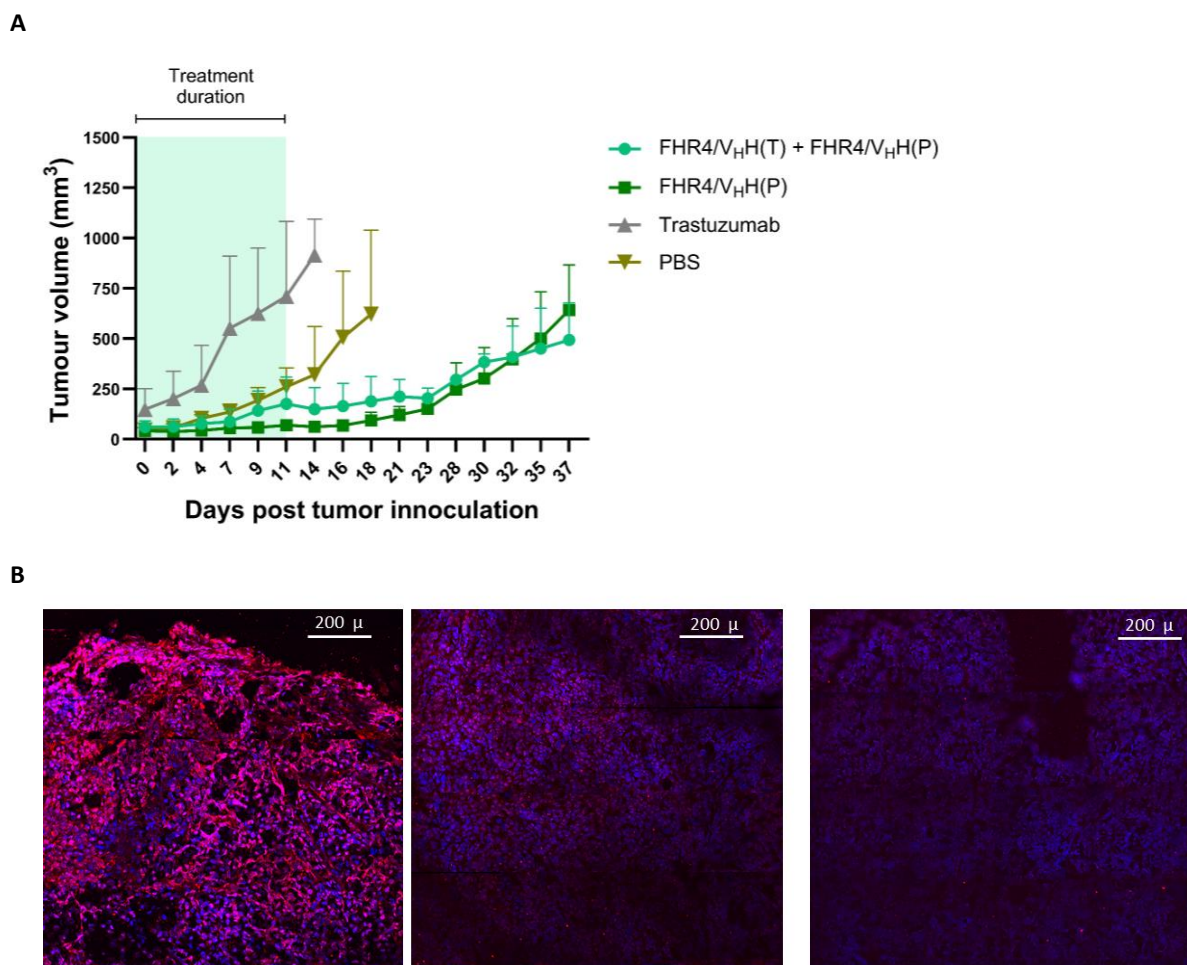 A
Treatment
duration
1500
1250
1000
750
500
250
0
Tumour volume (mm³)
0 2 4 7 9 11 14 16 18 21 23 28 30 32 35 37
Days post tumor innoculation
FHR4/VHH(T) + FHR4/VHH(P)
FHR4/VHH(P)
Trastuzumab
PBS
B
200 µ
200 µ
200 µ